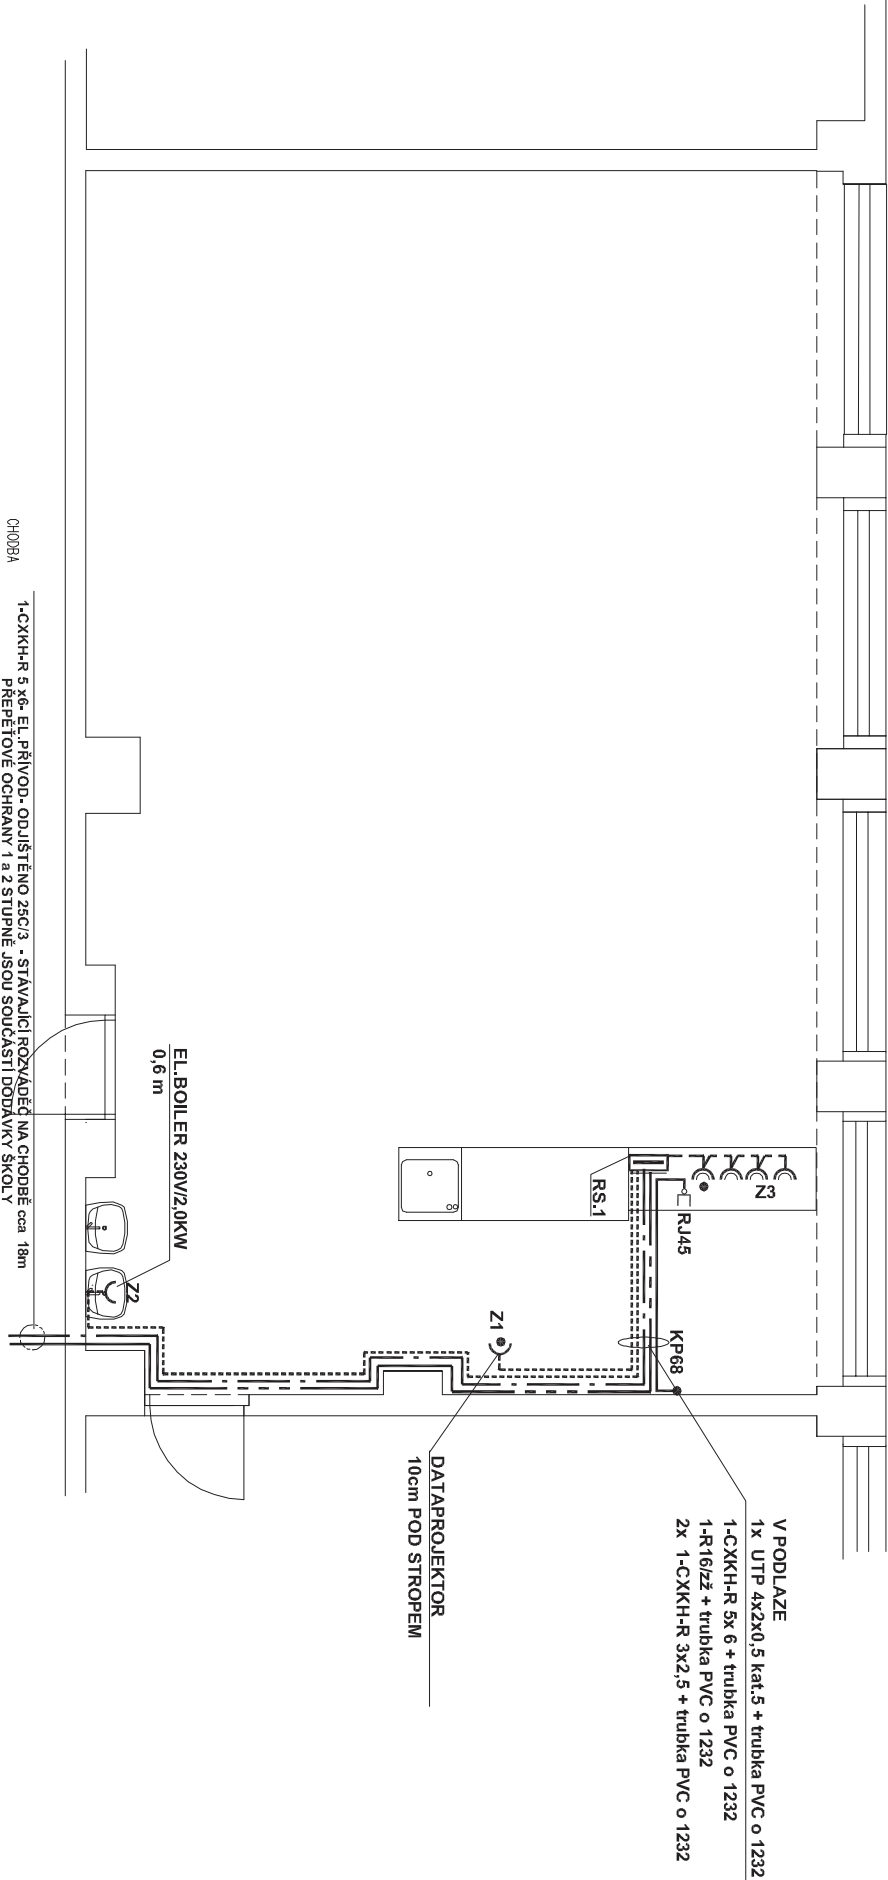 V PODLAZE
1x UTP 4x2x0,5 kat.5 + trubka PVC o 1232
1-CXKH-R 5x 6 + trubka PVC o 1232
1-R16/zž + trubka PVC o 1232
2x 1-CXKH-R 3x2,5 + trubka PVC o 1232
Z3
RJ45
KP68
RS.1
Z1
DATAPROJEKTOR
10cm POD STROPEM
EL.BOILER 230V/2,0KW
0,6 m
Z2
CHODBA
1-CXKH-R 5 x6- EL.PŘÍVOD- ODJIŠTĚNO 25C/3 - STÁVAJÍCÍ ROZVÁDĚČ NA CHODBĚ cca 18m
PŘEPĚŤOVÉ OCHRANY 1 a 2 STUPNĚ JSOU SOUČÁSTÍ DODÁVKY ŠKOLY